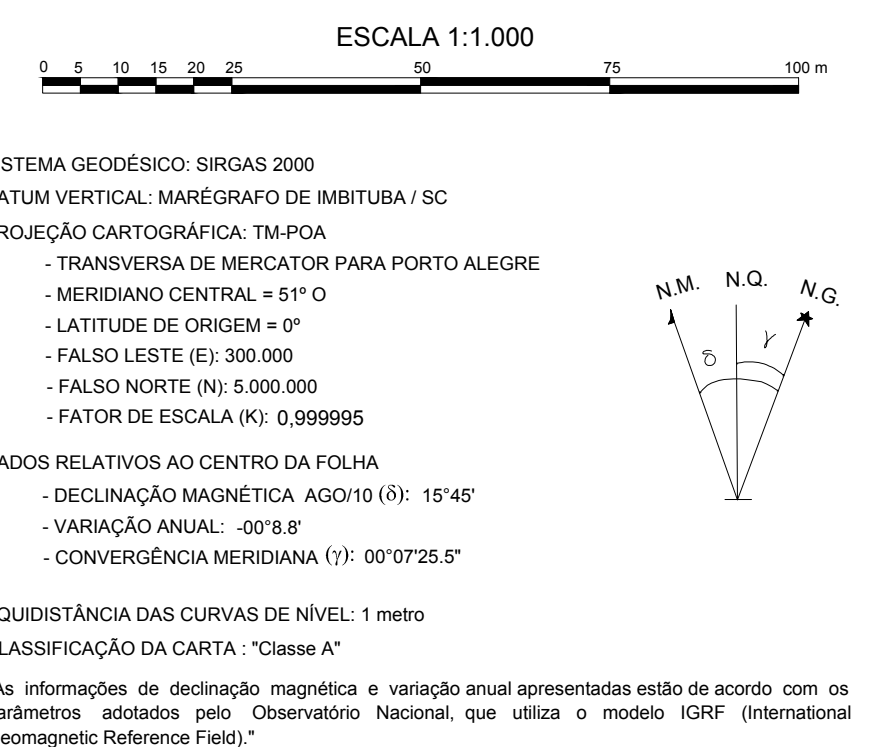 ESCALA 1:1.000
0 5 10 15 20 25 50 75 100 m
ISTEMA GEODÉSICO: SIRGAS 2000
ATUM VERTICAL: MARÉGRAFO DE IMBITUBA / SC
ROJEÇÃO CARTOGRÁFICA: TM-POA
- TRANSVERSA DE MERCATOR PARA PORTO ALEGRE
- MERIDIANO CENTRAL = 51º O
- LATITUDE DE ORIGEM = 0º
- FALSO LESTE (E): 300.000
- FALSO NORTE (N): 5.000.000
- FATOR DE ESCALA (K): 0,999995
N.M. N.Q. N.G.
δ γ
ADOS RELATIVOS AO CENTRO DA FOLHA
- DECLINAÇÃO MAGNÉTICA AGO/10 (δ): 15°45'
- VARIAÇÃO ANUAL: -00°8.8'
- CONVERGÊNCIA MERIDIANA (γ): 00°07'25.5"
QUIDISTÂNCIA DAS CURVAS DE NÍVEL: 1 metro
LASSIFICAÇÃO DA CARTA : "Classe A"
As informações de declinação magnética e variação anual apresentadas estão de acordo com os
arâmetros adotados pelo Observatório Nacional, que utiliza o modelo IGRF (International
eomagnetic Reference Field)."